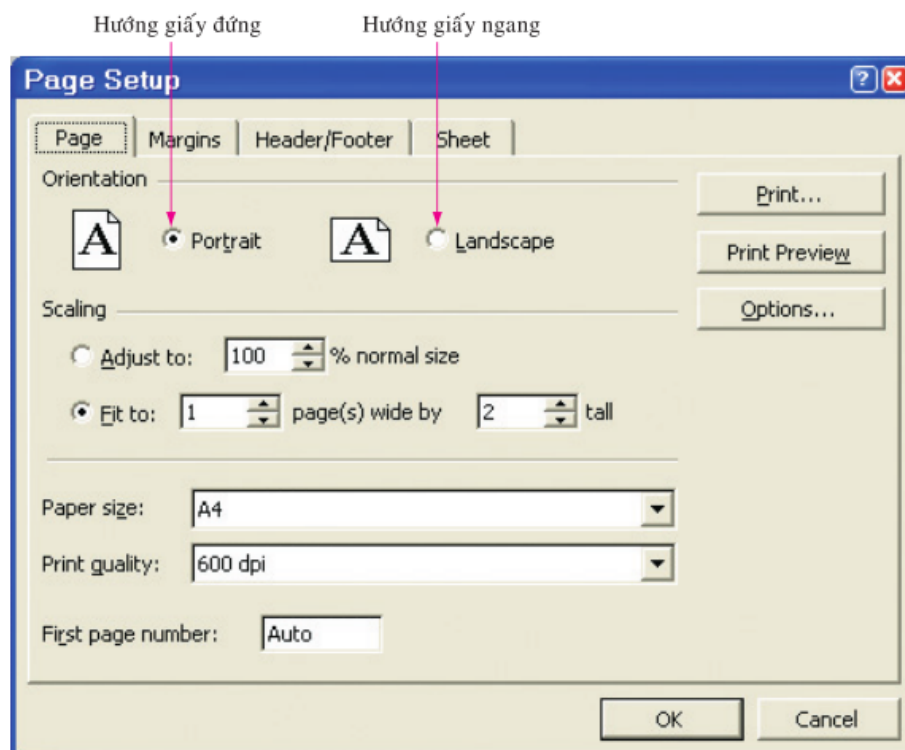 Hướng giấy đứng Hướng giấy ngang
Page Setup
Page Margins Header/Footer Sheet
Orientation
Print...
A Portrait A Landscape
Print Preview
Scaling
Options...
Adjust to: 100 % normal size
Fit to: 1 page(s) wide by 2 tall
Paper size: A4
Print quality: 600 dpi
First page number: Auto
OK Cancel